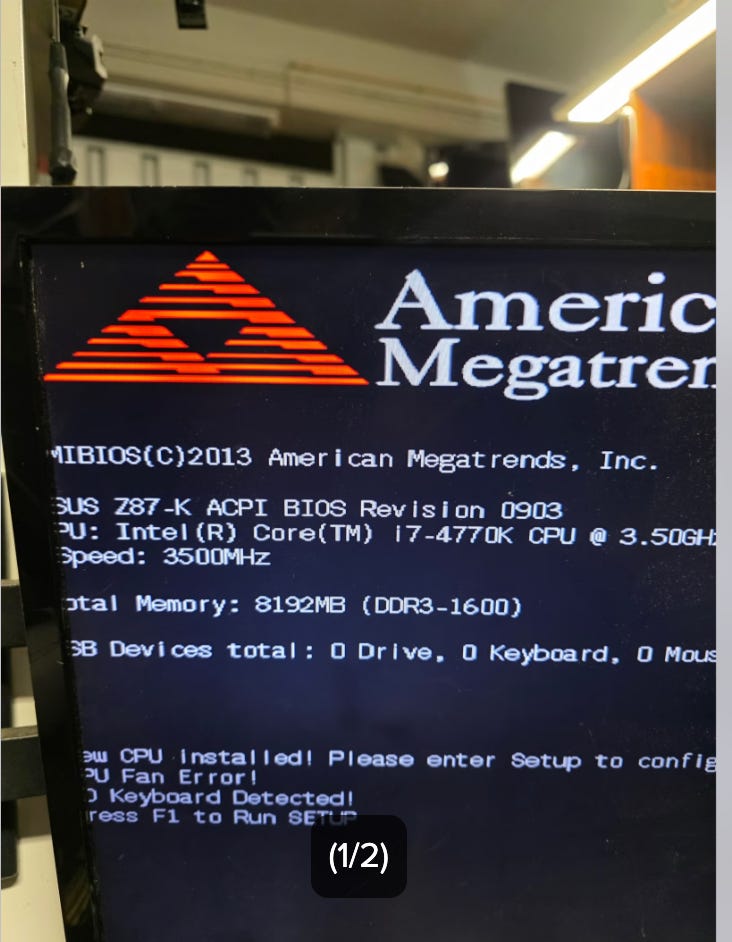 Americ
Megatren
MIBIOS(C)2013 American Megatrends, Inc.
SUS Z87-K ACPI BIOS Revision 0903
PU: Intel(R) Core(TM) i7-4770K CPU @ 3.50GHz
Speed: 3500MHz
otal Memory: 8192MB (DDR3-1600)
SB Devices total: 0 Drive, 0 Keyboard, 0 Mous
ew CPU installed! Please enter Setup to config
PU Fan Error!
O Keyboard Detected!
ress F1 to Run SETUP
(1/2)